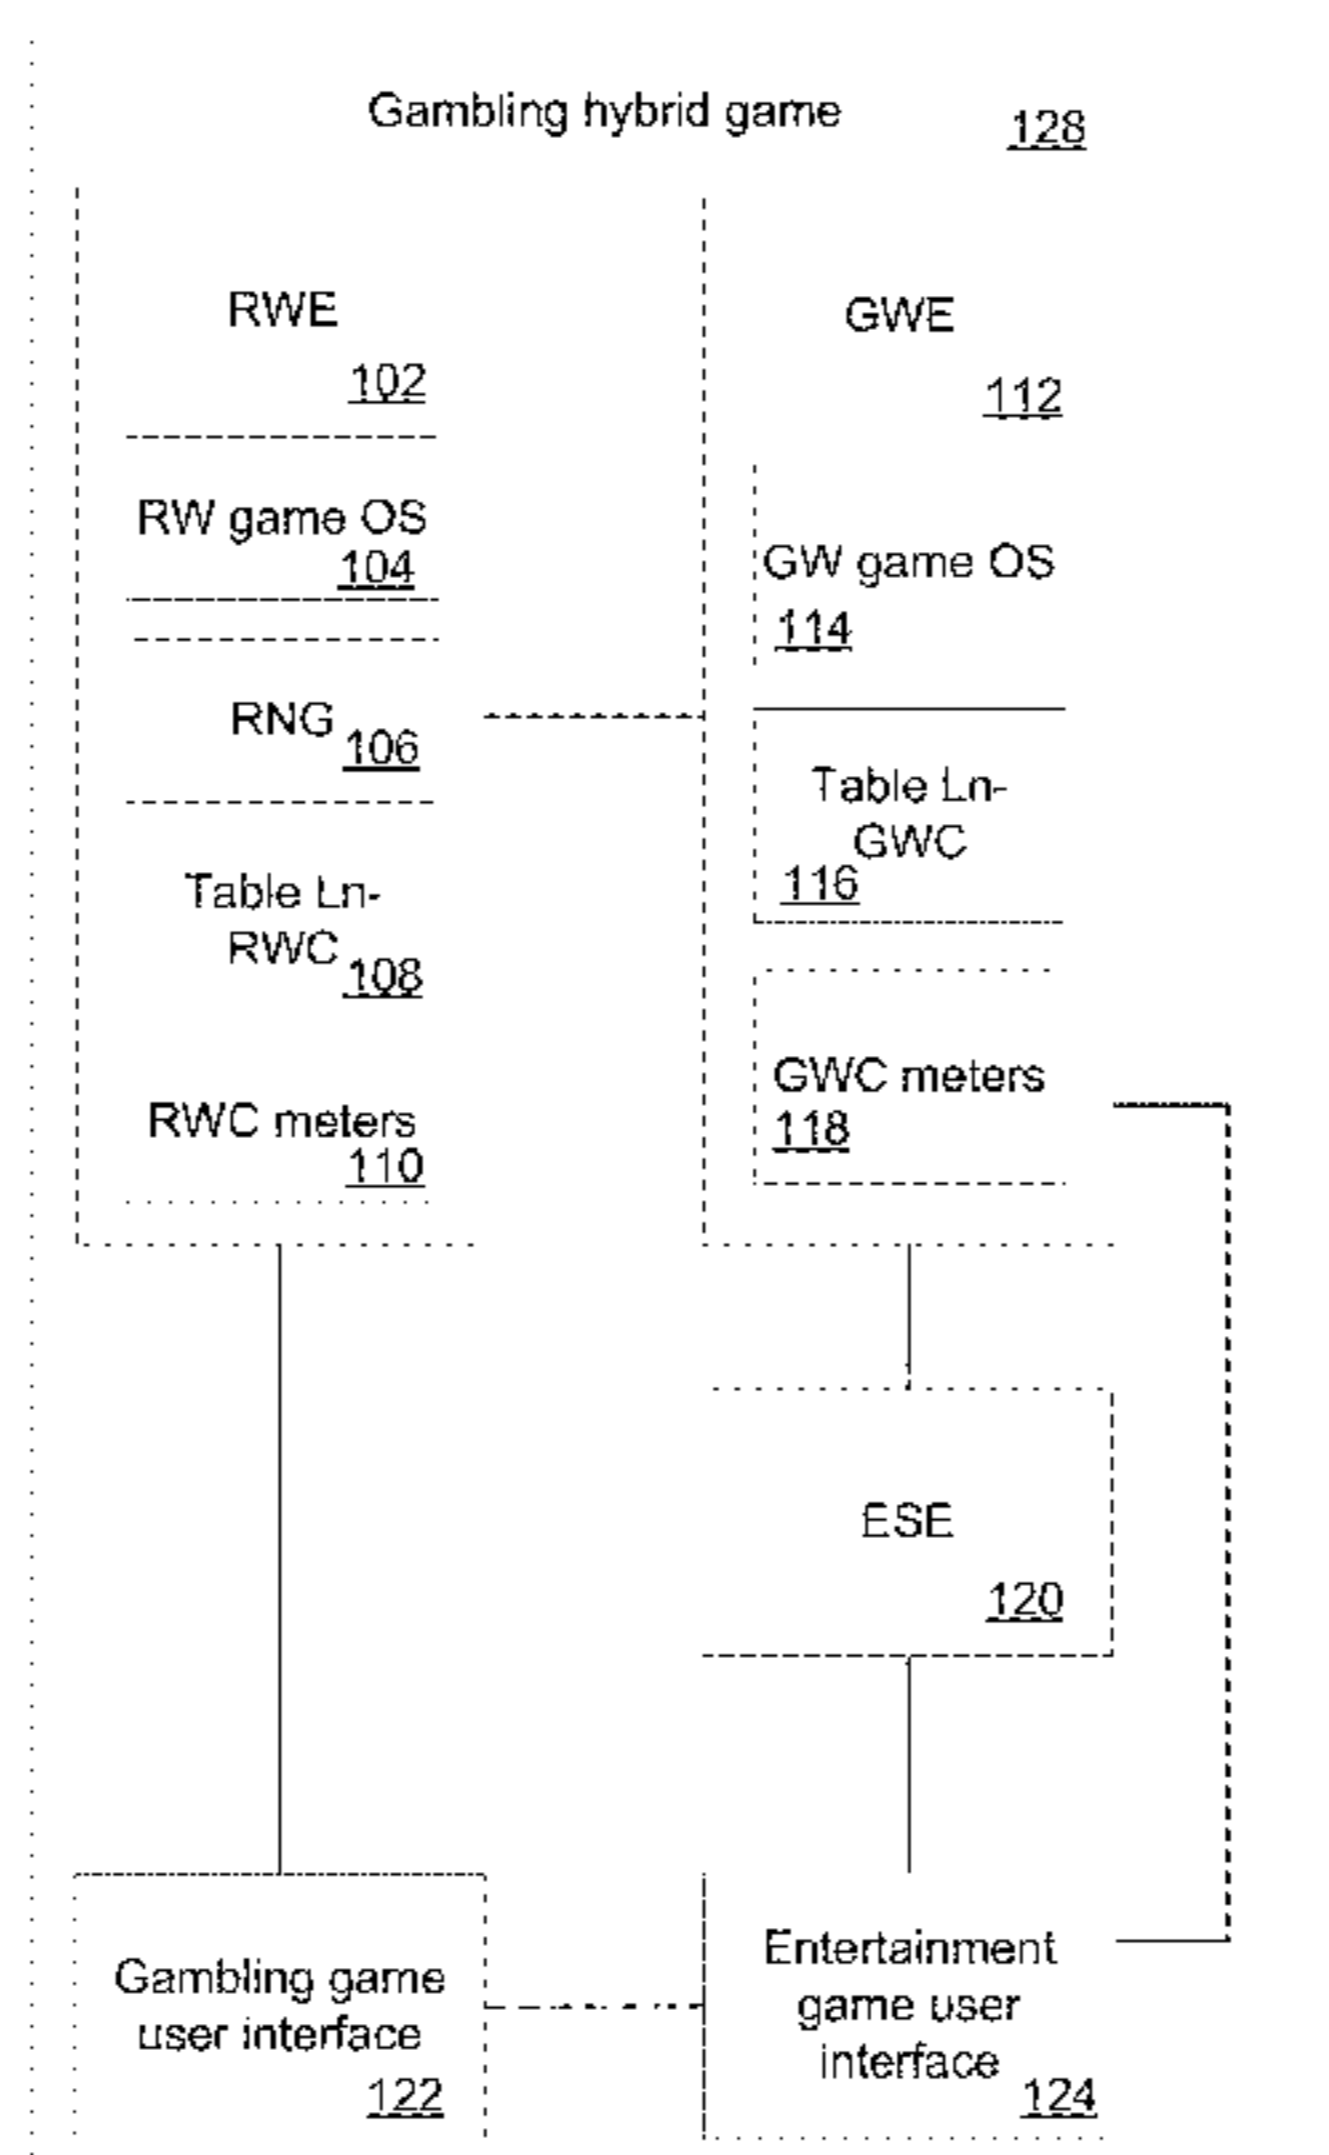 Gambling hybrid game
128
RWE
102
RW game OS
104
RNG
106
Table Ln-
RWC
108
RWC meters
110
GWE
112
GW game OS
114
Table Ln-
GWC
116
GWC meters
118
ESE
120
Gambling game
user interface
122
Entertainment
game user
interface
124